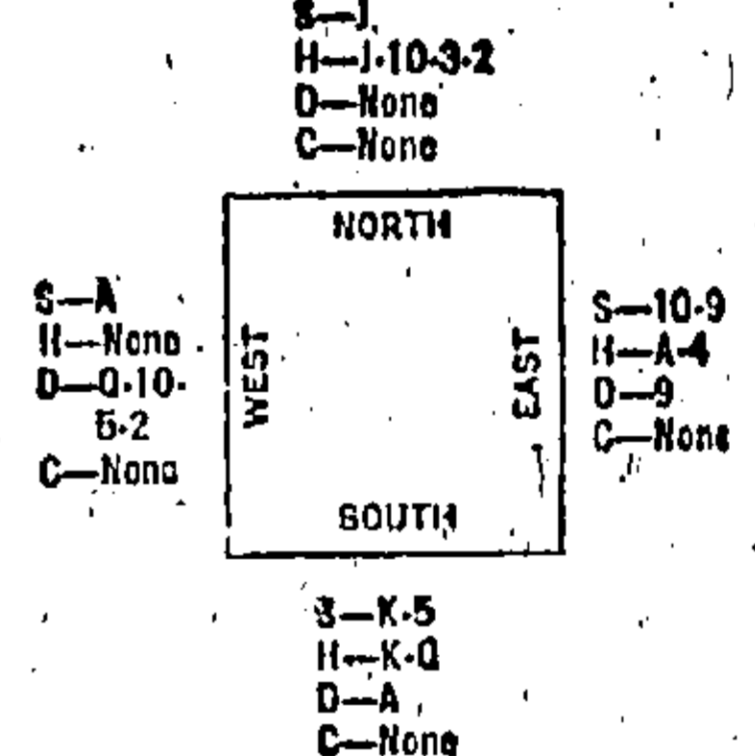 S—J
H—J-10-3-2
D—None
C—None
NORTH
S—A
H—None
D—Q-10-
5-2
C—None
WEST
EAST
S—10-9
H—A-4
D—9
C—None
SOUTH
S—K-5
H—K-Q
D—A
C—None